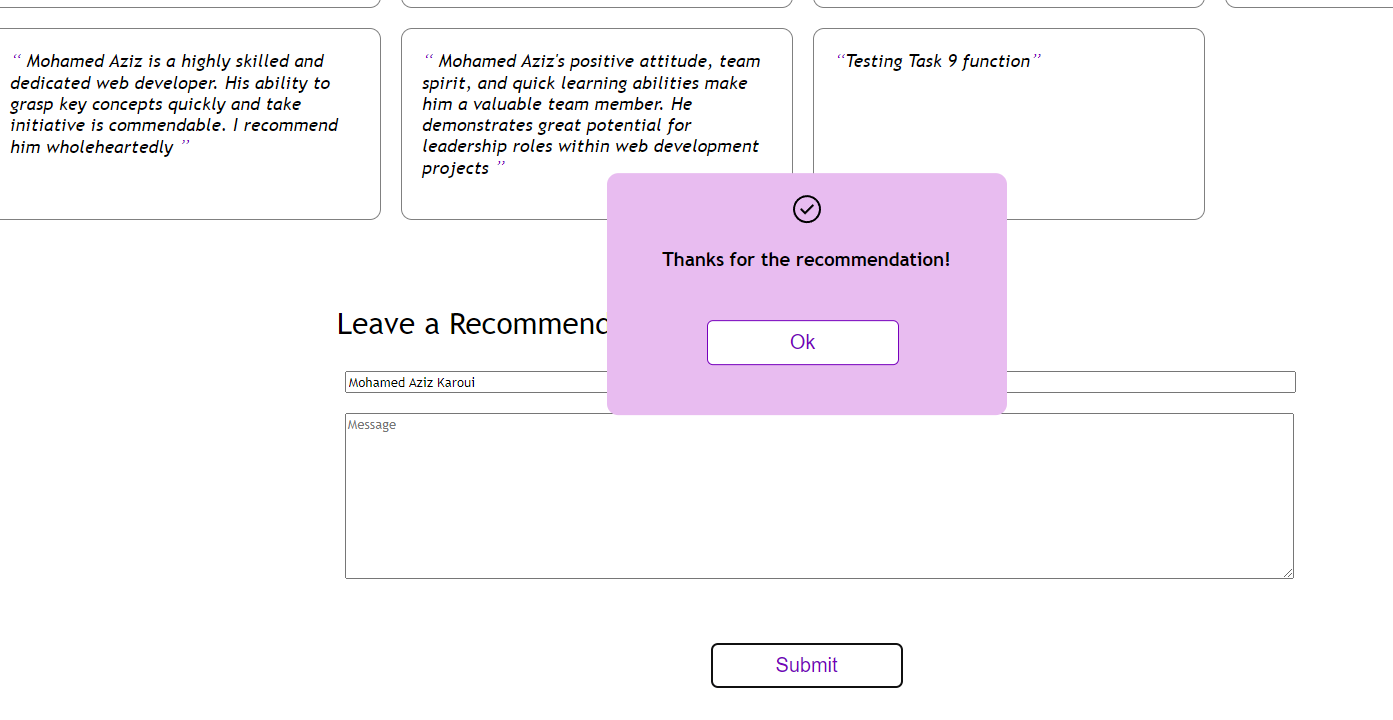 “ Mohamed Aziz is a highly skilled and
dedicated web developer. His ability to
grasp key concepts quickly and take
initiative is commendable. I recommend
him wholeheartedly ”
“ Mohamed Aziz's positive attitude, team
spirit, and quick learning abilities make
him a valuable team member. He
demonstrates great potential for
leadership roles within web development
projects ”
“Testing Task 9 function”
Thanks for the recommendation!
Ok
Leave a Recommend
Mohamed Aziz Karoui
Message
Submit